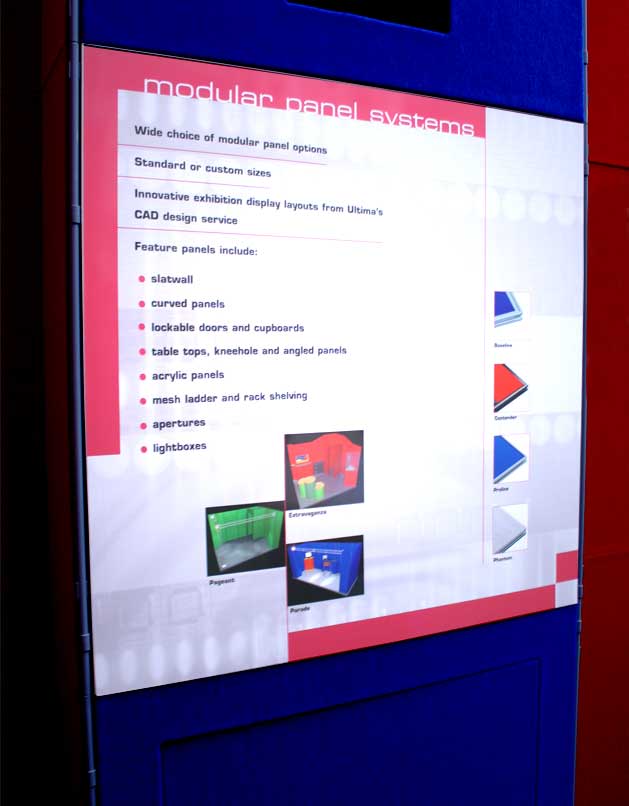 modular panel systems
Wide choice of modular panel options
Standard or custom sizes
Innovative exhibition display layouts from Ultima's
CAD design service
Feature panels include:
slatwall
curved panels
lockable doors and cupboards
table tops, kneehole and angled panels
acrylic panels
mesh ladder and rack shelving
apertures
lightboxes
Extravaganza
Pageant
Parade
Baseline
Contender
Proline
Phantom